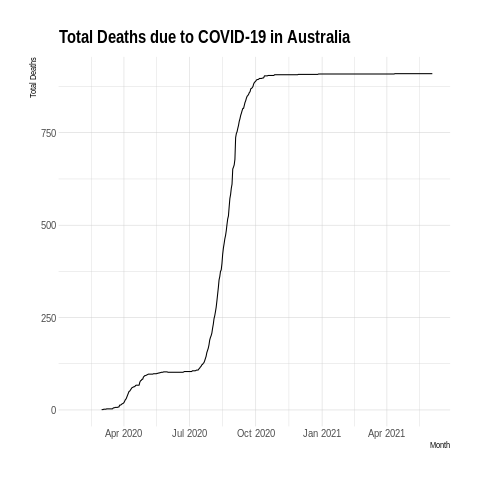 Total Deaths due to COVID-19 in Australia
Total Deaths
750
500
250
0
Apr 2020 Jul 2020 Oct 2020 Jan 2021 Apr 2021
Month